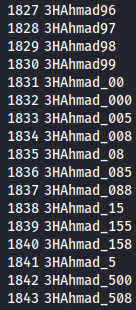 1827 3HAhmad96
1828 3HAhmad97
1829 3HAhmad98
1830 3HAhmad99
1831 3HAhmad_00
1832 3HAhmad_000
1833 3HAhmad_005
1834 3HAhmad_008
1835 3HAhmad_08
1836 3HAhmad_085
1837 3HAhmad_088
1838 3HAhmad_15
1839 3HAhmad_155
1840 3HAhmad_158
1841 3HAhmad_5
1842 3HAhmad_500
1843 3HAhmad_508